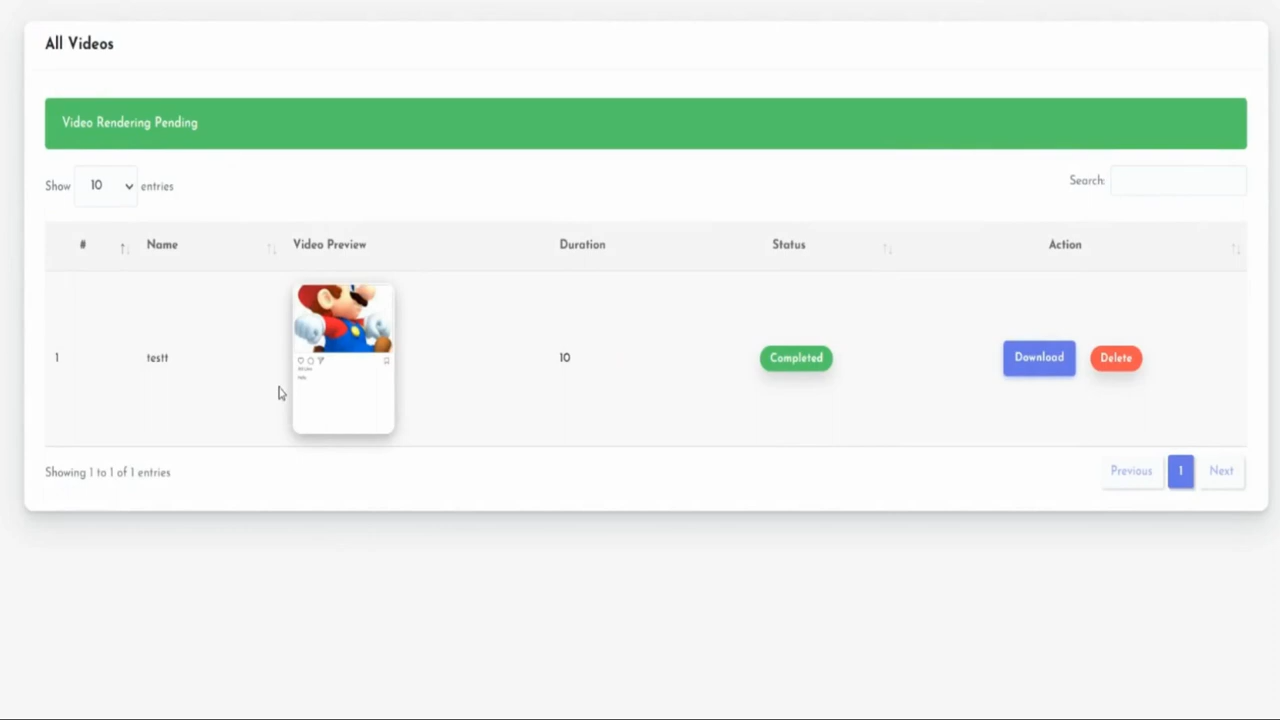 All Videos
Video Rendering Pending
Show 10 entries
Search:
# Name Video Preview Duration Status Action
1 testt 10 Completed Download Delete
Showing 1 to 1 of 1 entries
Previous 1 Next